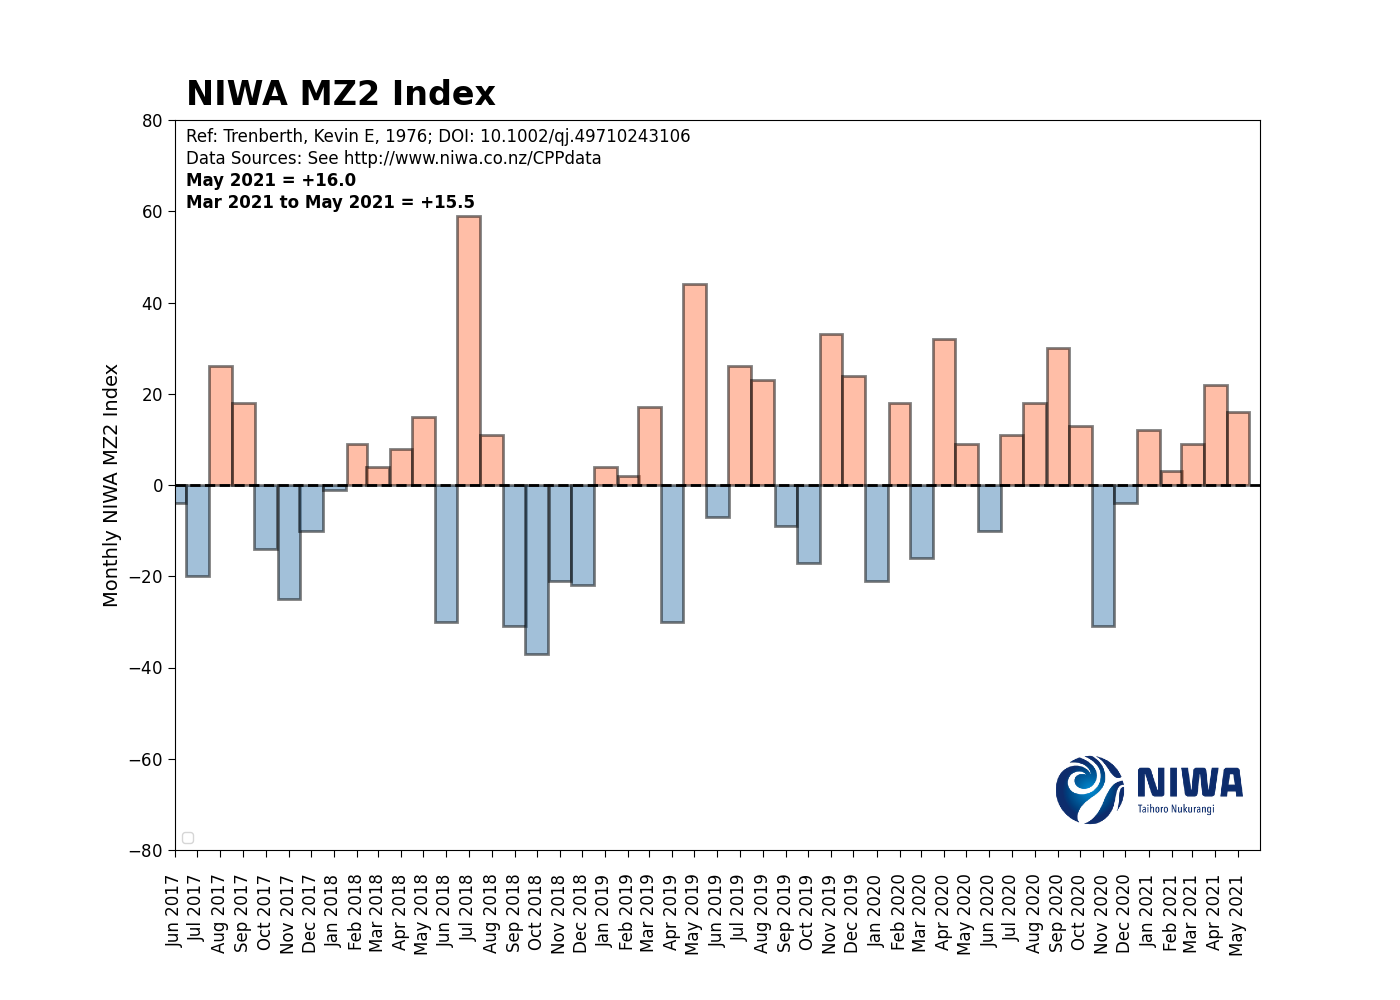 NIWA MZ2 Index
Ref: Trenberth, Kevin E, 1976; DOI: 10.1002/qj.49710243106
Data Sources: See http://www.niwa.co.nz/CPPdata
May 2021 = +16.0
Mar 2021 to May 2021 = +15.5
Monthly NIWA MZ2 Index
80
60
40
20
0
−20
−40
−60
−80
NIWA
Taihoro Nukurangi
Jun 2017
Jul 2017
Aug 2017
Sep 2017
Oct 2017
Nov 2017
Dec 2017
Jan 2018
Feb 2018
Mar 2018
Apr 2018
May 2018
Jun 2018
Jul 2018
Aug 2018
Sep 2018
Oct 2018
Nov 2018
Dec 2018
Jan 2019
Feb 2019
Mar 2019
Apr 2019
May 2019
Jun 2019
Jul 2019
Aug 2019
Sep 2019
Oct 2019
Nov 2019
Dec 2019
Jan 2020
Feb 2020
Mar 2020
Apr 2020
May 2020
Jun 2020
Jul 2020
Aug 2020
Sep 2020
Oct 2020
Nov 2020
Dec 2020
Jan 2021
Feb 2021
Mar 2021
Apr 2021
May 2021